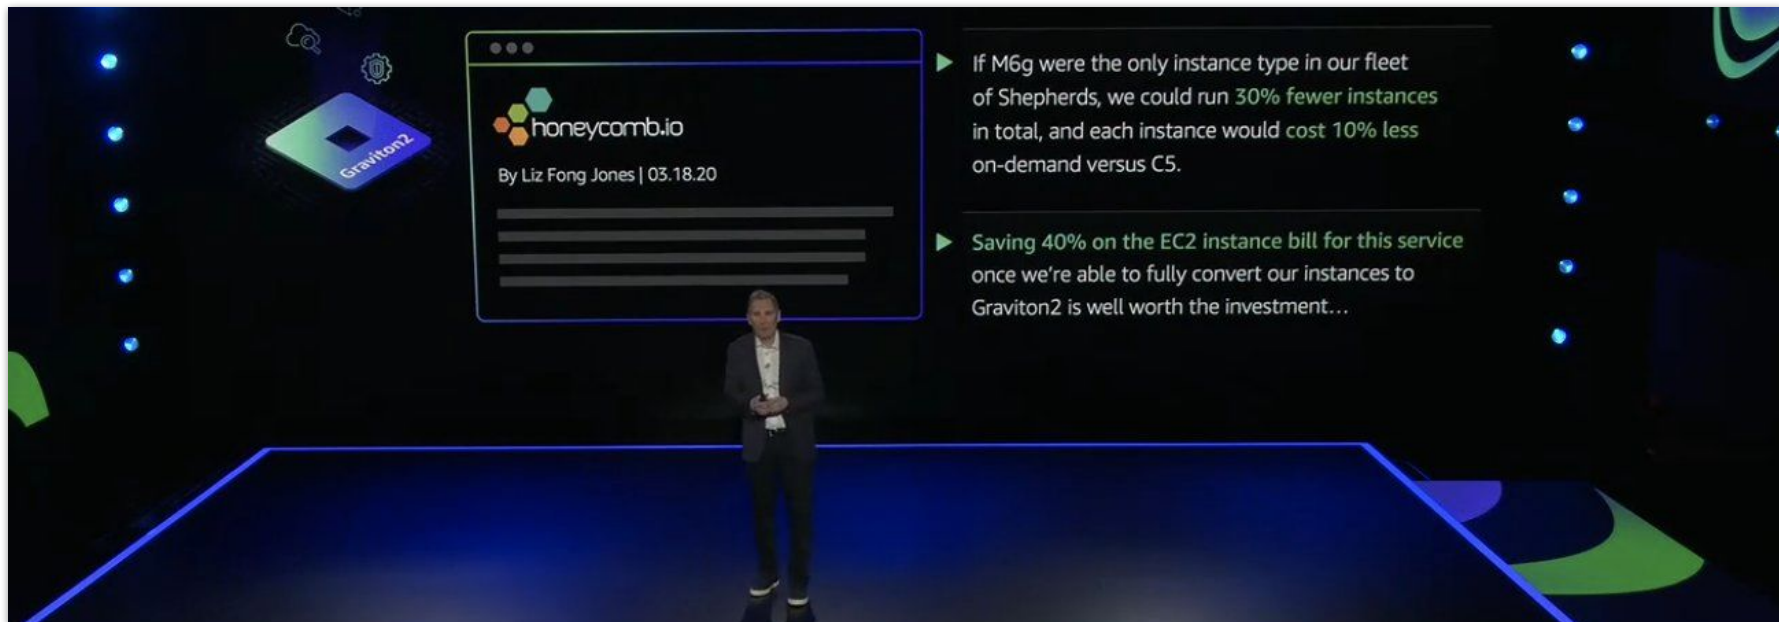 Graviton2
honeycomb.io
By Liz Fong Jones | 03.18.20
If M6g were the only instance type in our fleet
of Shepherds, we could run 30% fewer instances
in total, and each instance would cost 10% less
on-demand versus C5.
Saving 40% on the EC2 instance bill for this service
once we're able to fully convert our instances to
Graviton2 is well worth the investment...